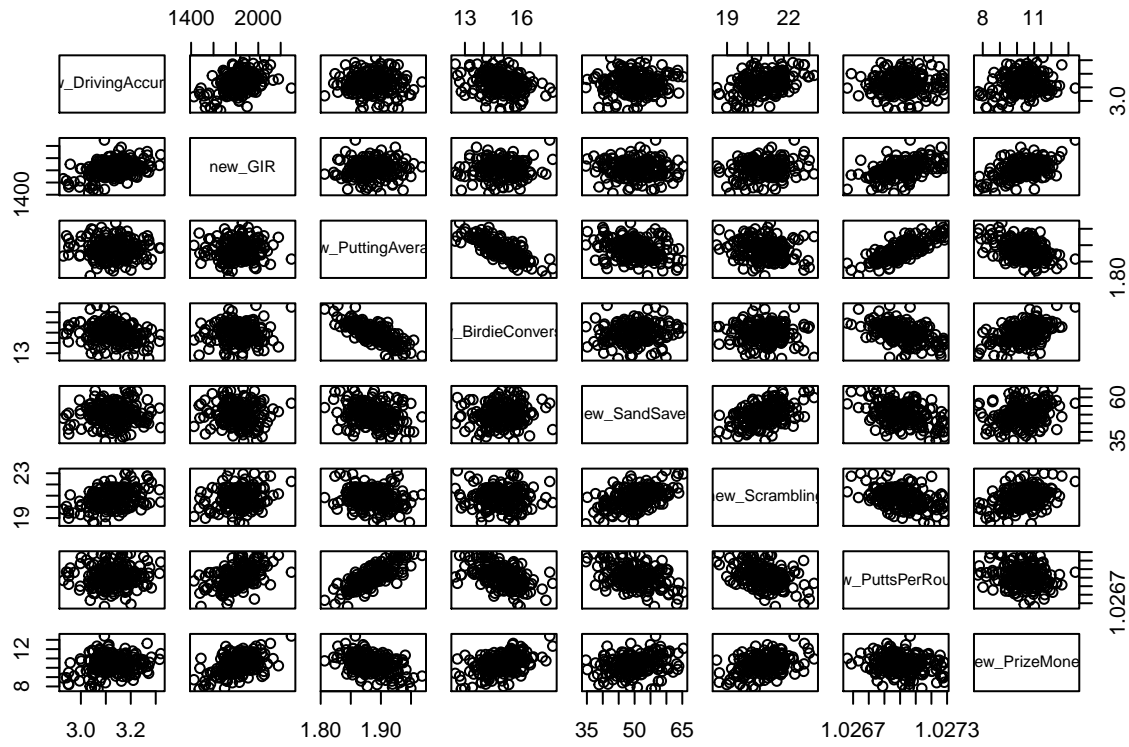 1400 2000 13 16 19 22 8 11
w_DrivingAccur
3.0
new_GIR
1400
w_PuttingAvera
1.80
_BirdieConvers
13
ew_SandSave
35 60
new_Scrambling
19 23
w_PuttsPerRou
1.0267
ew_PrizeMone
8 12
3.0 3.2 1.80 1.90 35 50 65 1.0267 1.0273